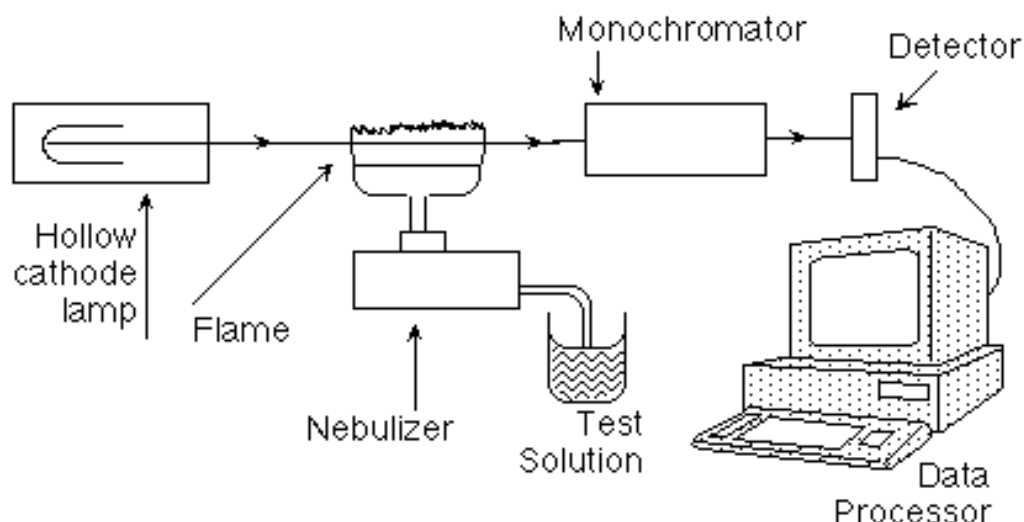 Monochromator
Detector
Hollow
cathode
lamp
Flame
Nebulizer
Test
Solution
Data
Processor